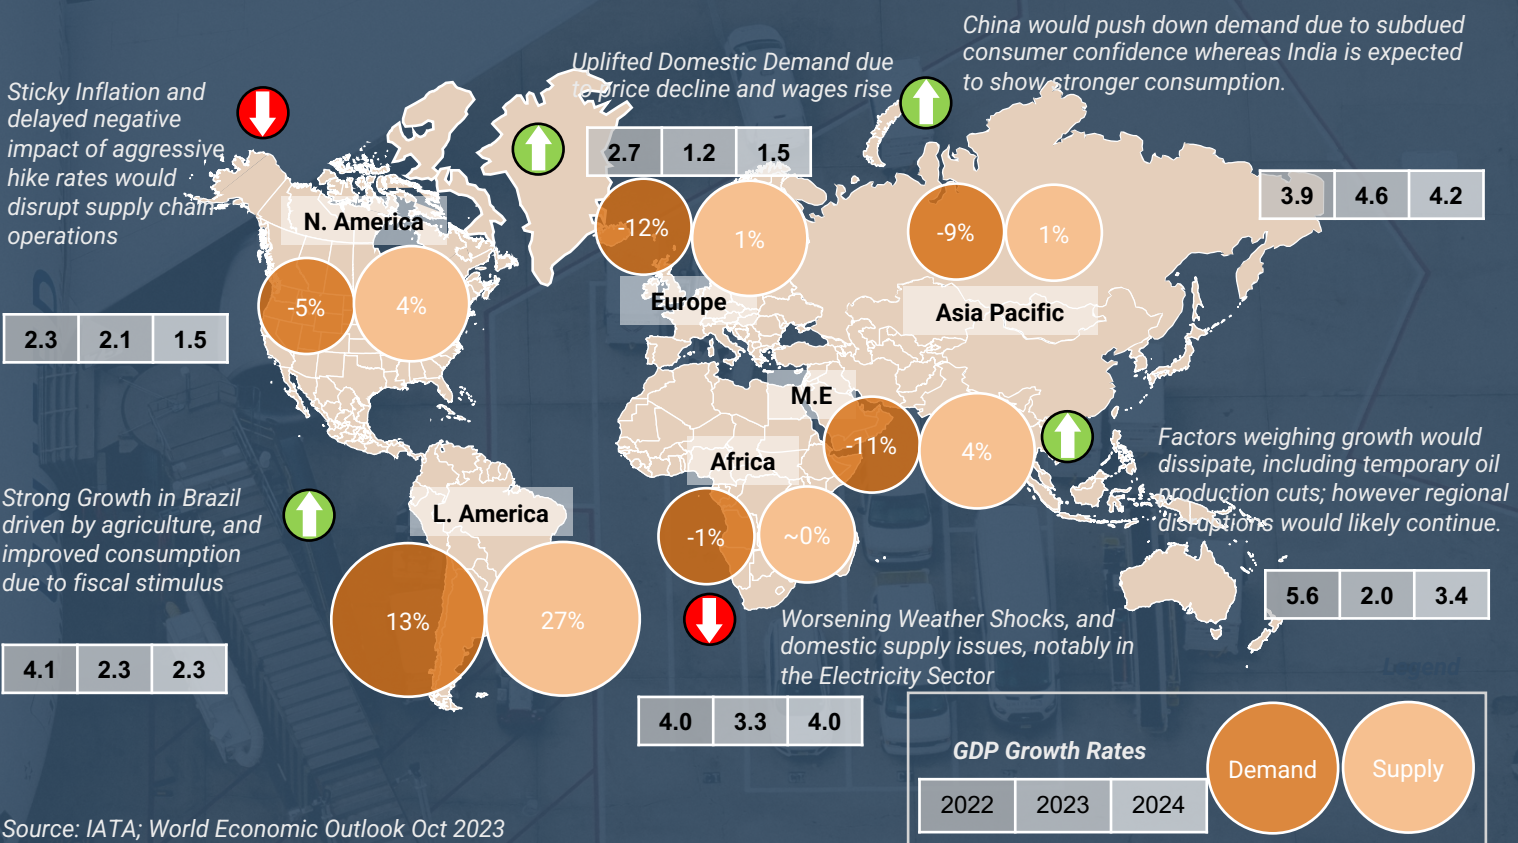 China would push down demand due to subdued
consumer confidence whereas India is expected
to show stronger consumption.
Uplifted Domestic Demand due
to price decline and wages rise
Sticky Inflation and
delayed negative
impact of aggressive
hike rates would
disrupt supply chain
operations
2.7 1.2 1.5
3.9 4.6 4.2
N. America
-12% 1%
-9% 1%
Europe
Asia Pacific
-5% 4%
2.3 2.1 1.5
M.E
Africa
-11% 4%
Factors weighing growth would
dissipate, including temporary oil
production cuts; however regional
disruptions would likely continue.
Strong Growth in Brazil
driven by agriculture, and
improved consumption
due to fiscal stimulus
L. America
-1% ~0%
13% 27%
5.6 2.0 3.4
Worsening Weather Shocks, and
domestic supply issues, notably in
the Electricity Sector
4.1 2.3 2.3
4.0 3.3 4.0
Legend
GDP Growth Rates
2022 2023 2024
Demand Supply
Source: IATA; World Economic Outlook Oct 2023